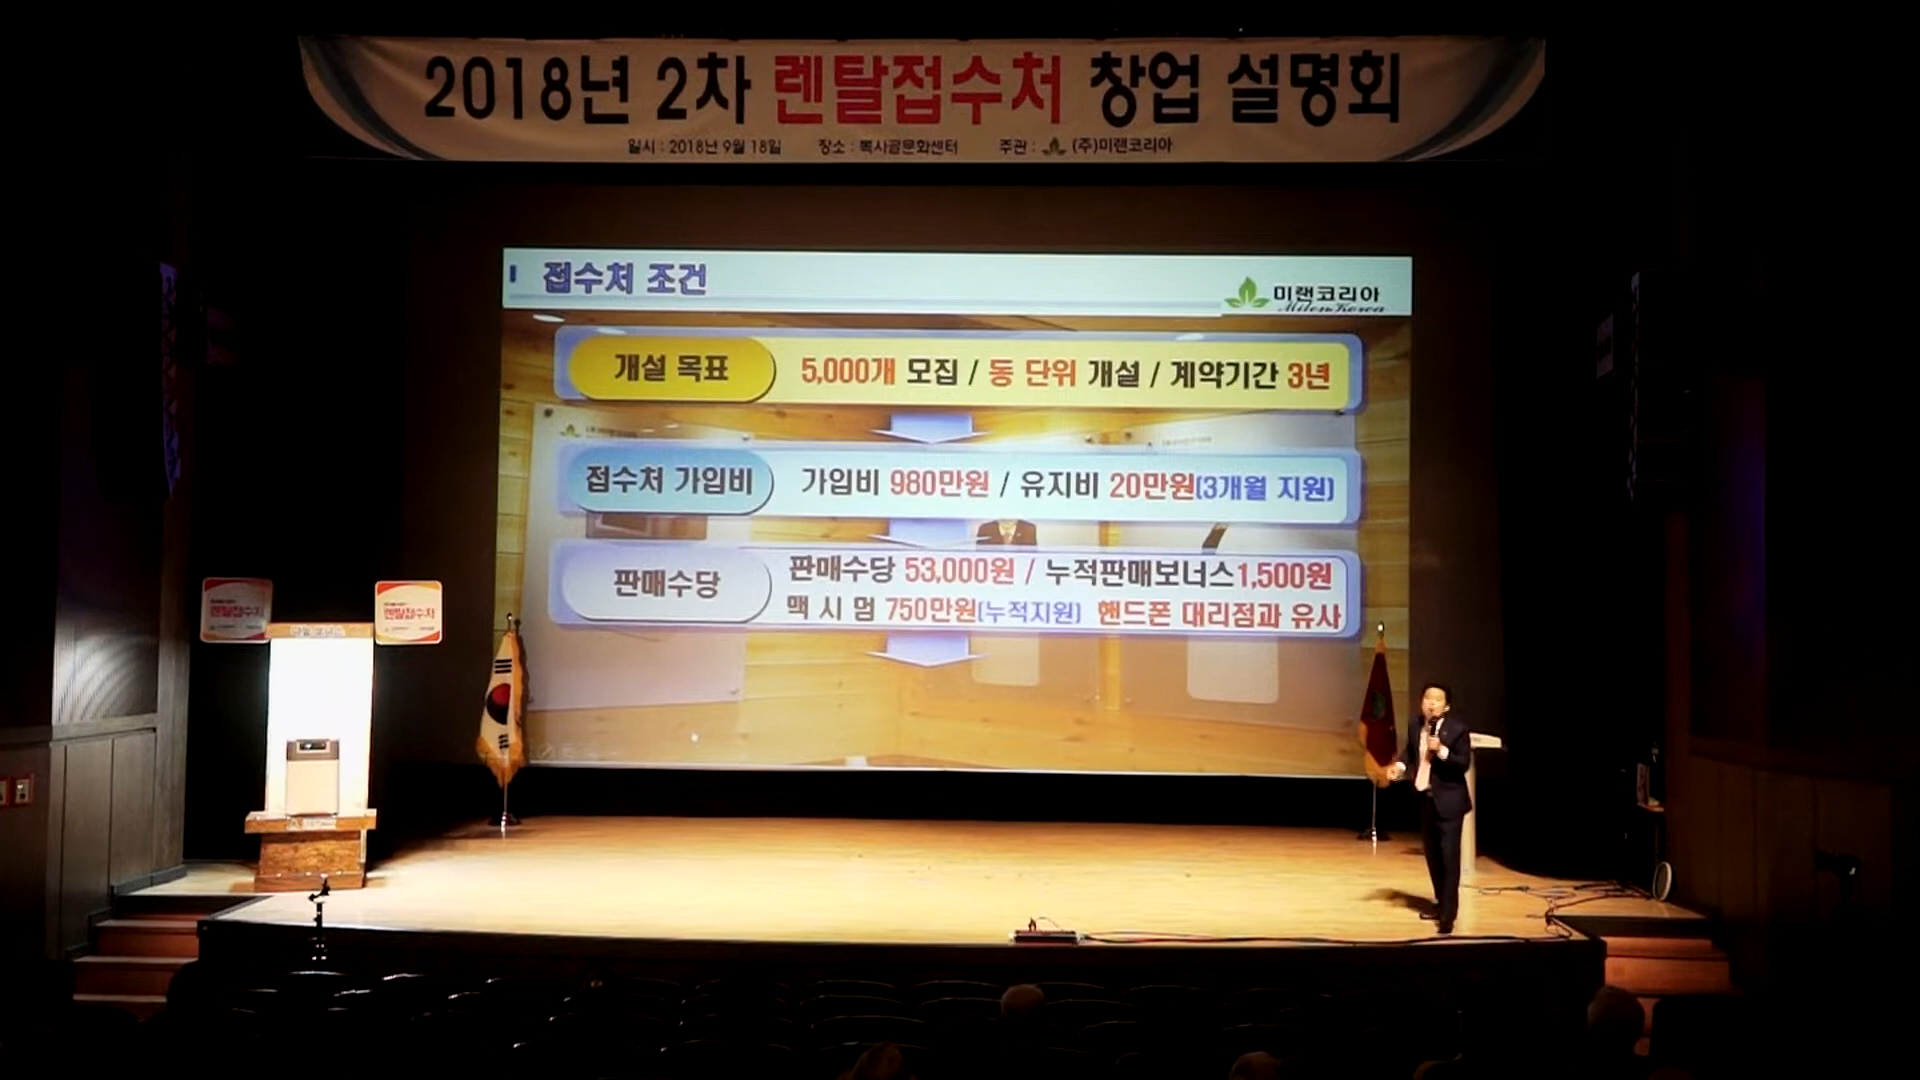 2018년 2차 렌탈접수처 창업 설명회
일시 : 2018년 9월 18일 장소 : 복사골문화센터 주관 : (주)미랜코리아
접수처 조건
미랜코리아
Milen Korea
개설 목표 5,000개 모집 / 동 단위 개설 / 계약기간 3년
접수처 가입비 가입비 980만원 / 유지비 20만원(3개월 지원)
판매수당 판매수당 53,000원 / 누적판매보너스1,500원
맥 시 멈 750만원(누적지원) 핸드폰 대리점과 유사
렌탈접수처
렌탈접수처